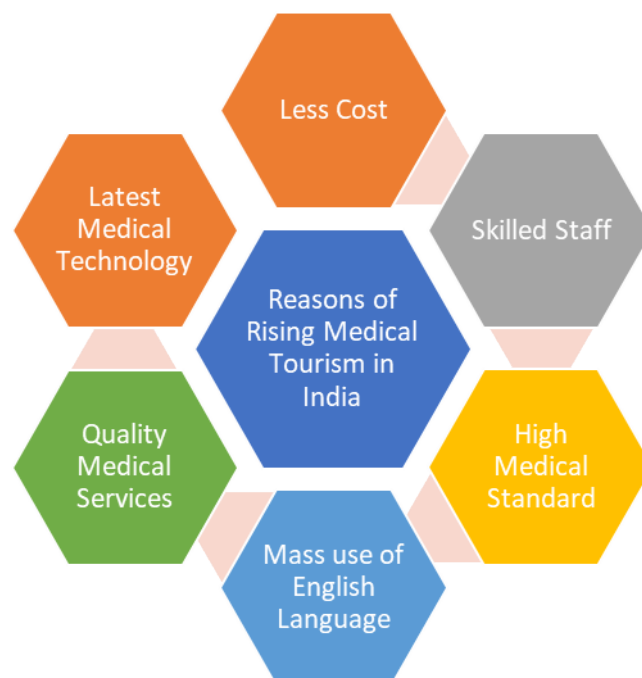 Less Cost
Skilled Staff
High
Medical
Standard
Mass use of
English
Language
Quality
Medical
Services
Latest
Medical
Technology
Reasons of
Rising Medical
Tourism in
India